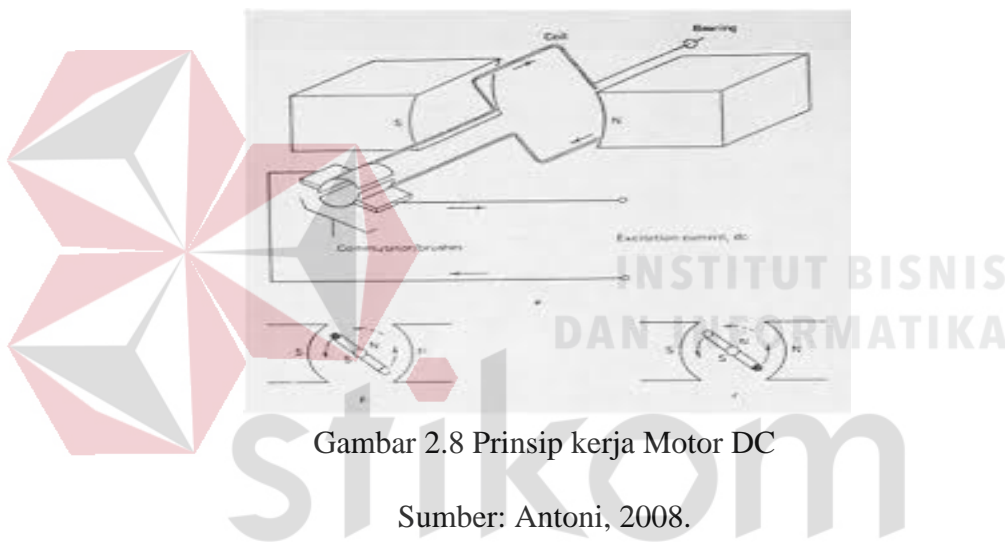 Bearing
Coil
S
N
Commutator/brushes
Excitation current, dc
INSTITUT BISNIS
DAN INFORMATIKA
S
N
S
S
N
S
N
stikom
Gambar 2.8 Prinsip kerja Motor DC
Sumber: Antoni, 2008.